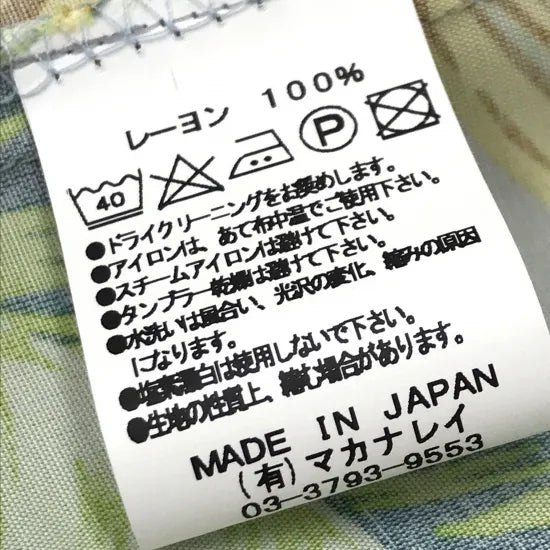 レーヨン 100%
40
P
●ドライクリーニングをお奨めします。
●アイロンは、あて布中温でご使用下さい。
●スチームアイロンは避けて下さい。
●タンブラー乾燥は避けて下さい。
●水洗いは風合い、光沢の変化、縮みの原因
になります。
●塩素漂白は使用しないで下さい。
●生地の性質上、縮む場合があります。
MADE IN JAPAN
(有)マカナレイ
03-3793-9553